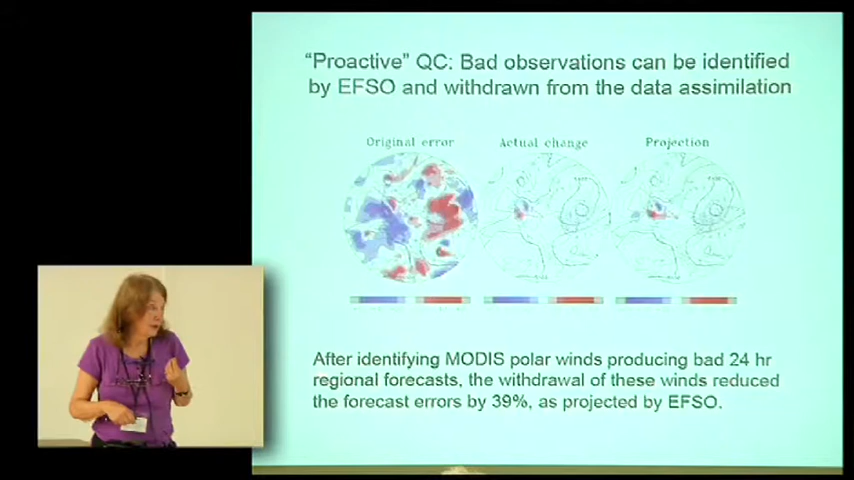 "Proactive" QC: Bad observations can be identified
by EFSO and withdrawn from the data assimilation
Original error
Actual change
Projection
After identifying MODIS polar winds producing bad 24 hr
regional forecasts, the withdrawal of these winds reduced
the forecast errors by 39%, as projected by EFSO.